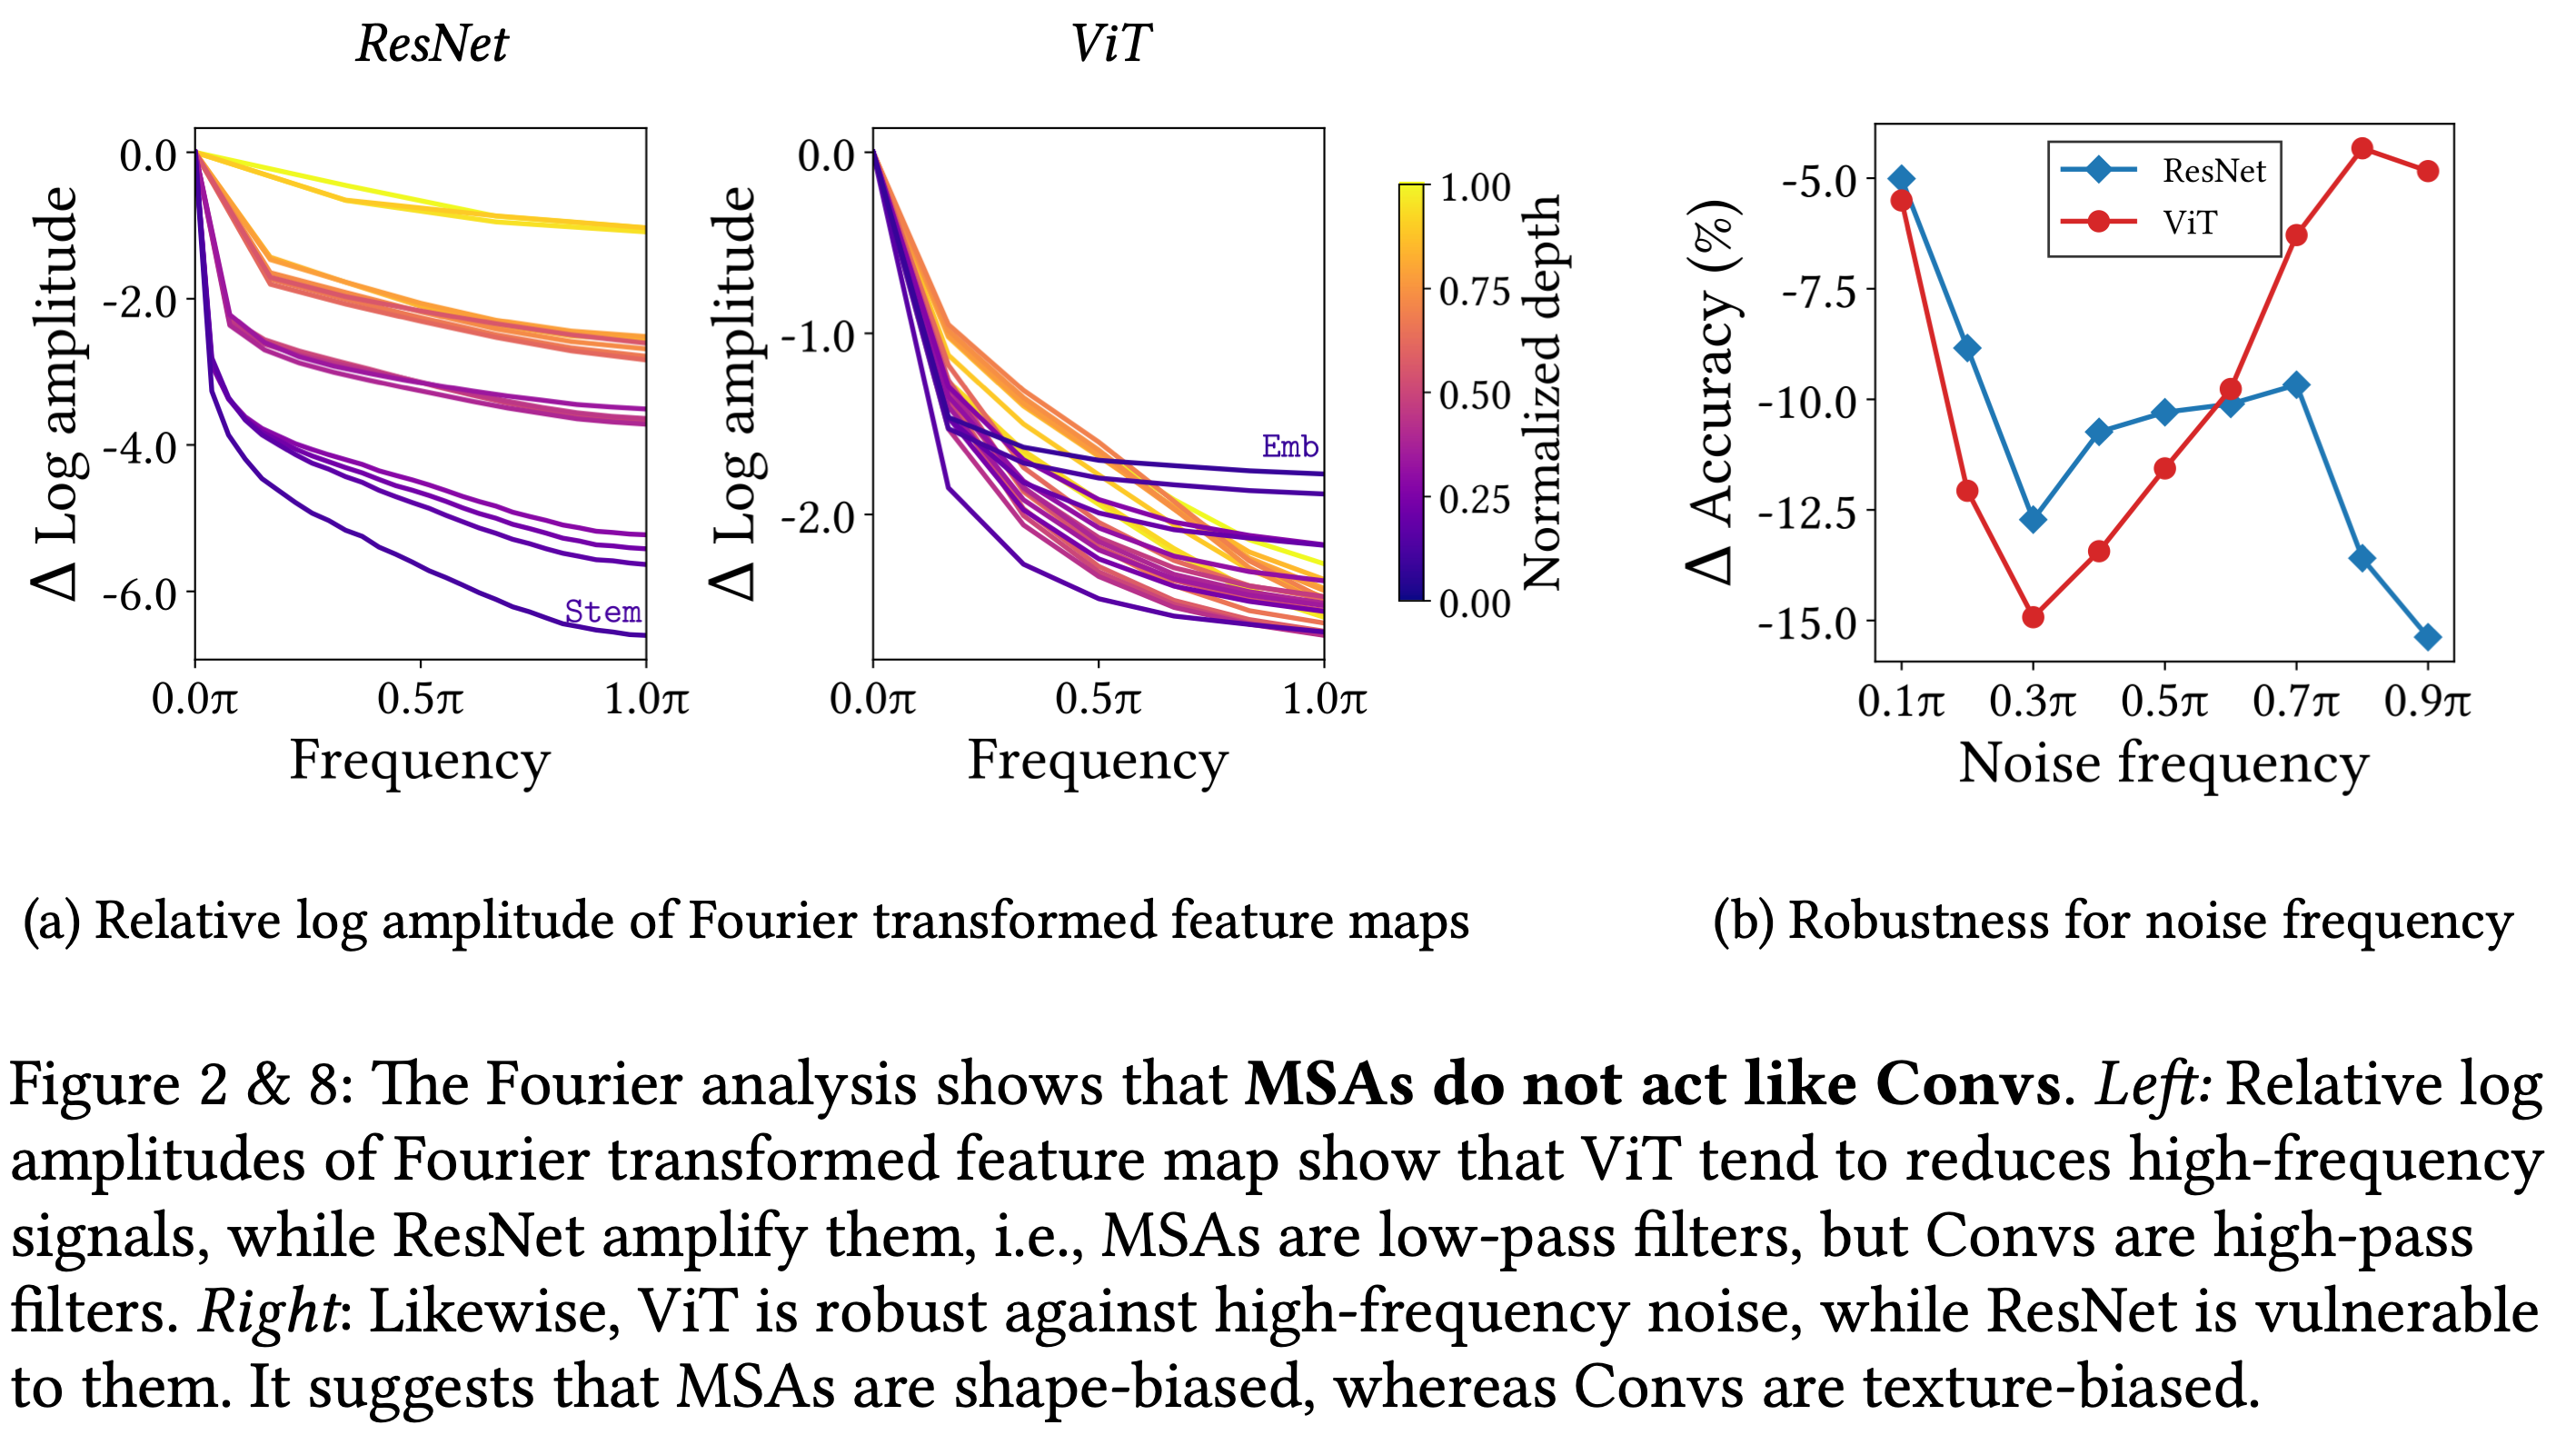 ResNet
ViT
0.0
-2.0
-4.0
-6.0
Δ Log amplitude
Stem
0.0π 0.5π 1.0π
Frequency
0.0
-1.0
-2.0
Δ Log amplitude
Emb
0.0π 0.5π 1.0π
Frequency
1.00
0.75
0.50
0.25
0.00
Normalized depth
-5.0
-7.5
-10.0
-12.5
-15.0
Δ Accuracy (%)
ResNet
ViT
0.1π 0.3π 0.5π 0.7π 0.9π
Noise frequency
(a) Relative log amplitude of Fourier transformed feature maps
(b) Robustness for noise frequency
Figure 2 & 8: The Fourier analysis shows that MSAs do not act like Convs. Left: Relative log
amplitudes of Fourier transformed feature map show that ViT tend to reduces high-frequency
signals, while ResNet amplify them, i.e., MSAs are low-pass filters, but Convs are high-pass
filters. Right: Likewise, ViT is robust against high-frequency noise, while ResNet is vulnerable
to them. It suggests that MSAs are shape-biased, whereas Convs are texture-biased.